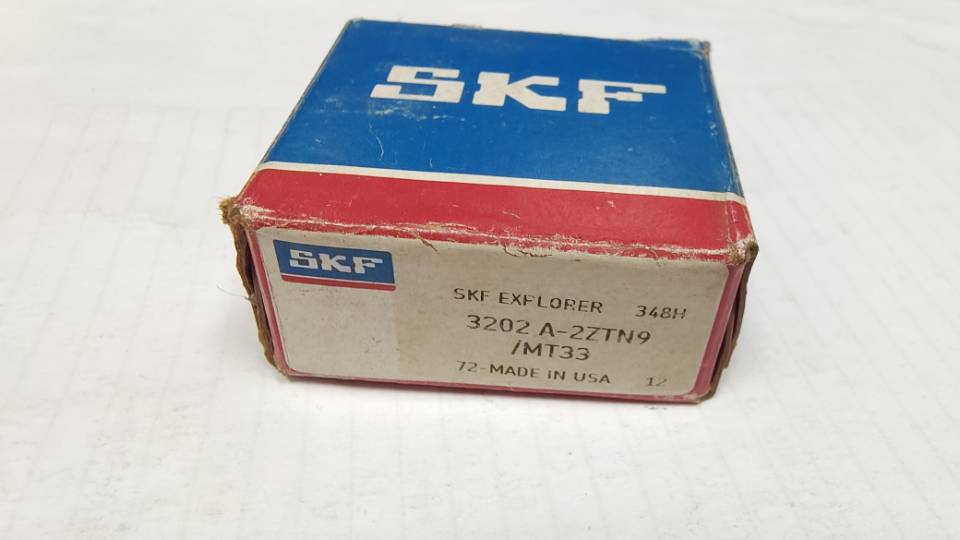 SKF
SKF
SKF EXPLORER 348H
3202 A-2ZTN9
/MT33
72-MADE IN USA 12